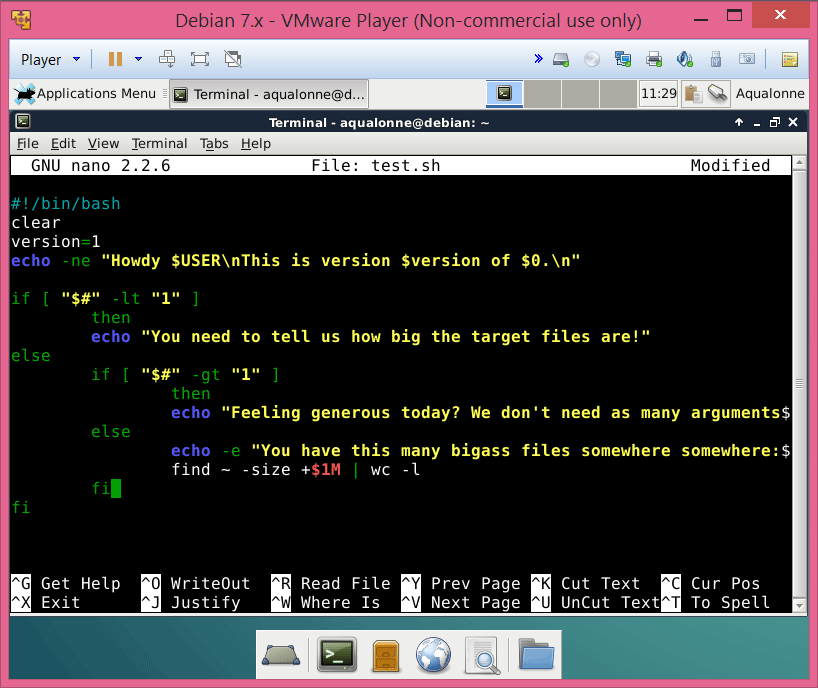 Debian 7.x - VMware Player (Non-commercial use only)
Player
Applications Menu
Terminal - aqualonne@d...
11:29
Aqualonne
Terminal - aqualonne@debian: ~
File Edit View Terminal Tabs Help
GNU nano 2.2.6 File: test.sh Modified
#!/bin/bash
clear
version=1
echo -ne "Howdy $USER\nThis is version $version of $0.\n"
if [ "$#" -lt "1" ]
then
echo "You need to tell us how big the target files are!"
else
if [ "$#" -gt "1" ]
then
echo "Feeling generous today? We don't need as many arguments$
else
echo -e "You have this many bigass files somewhere somewhere:$
find ~ -size +$1M | wc -l
fi
fi
^G Get Help ^O WriteOut ^R Read File ^Y Prev Page ^K Cut Text ^C Cur Pos
^X Exit ^J Justify ^W Where Is ^V Next Page ^U UnCut Text ^T To Spell